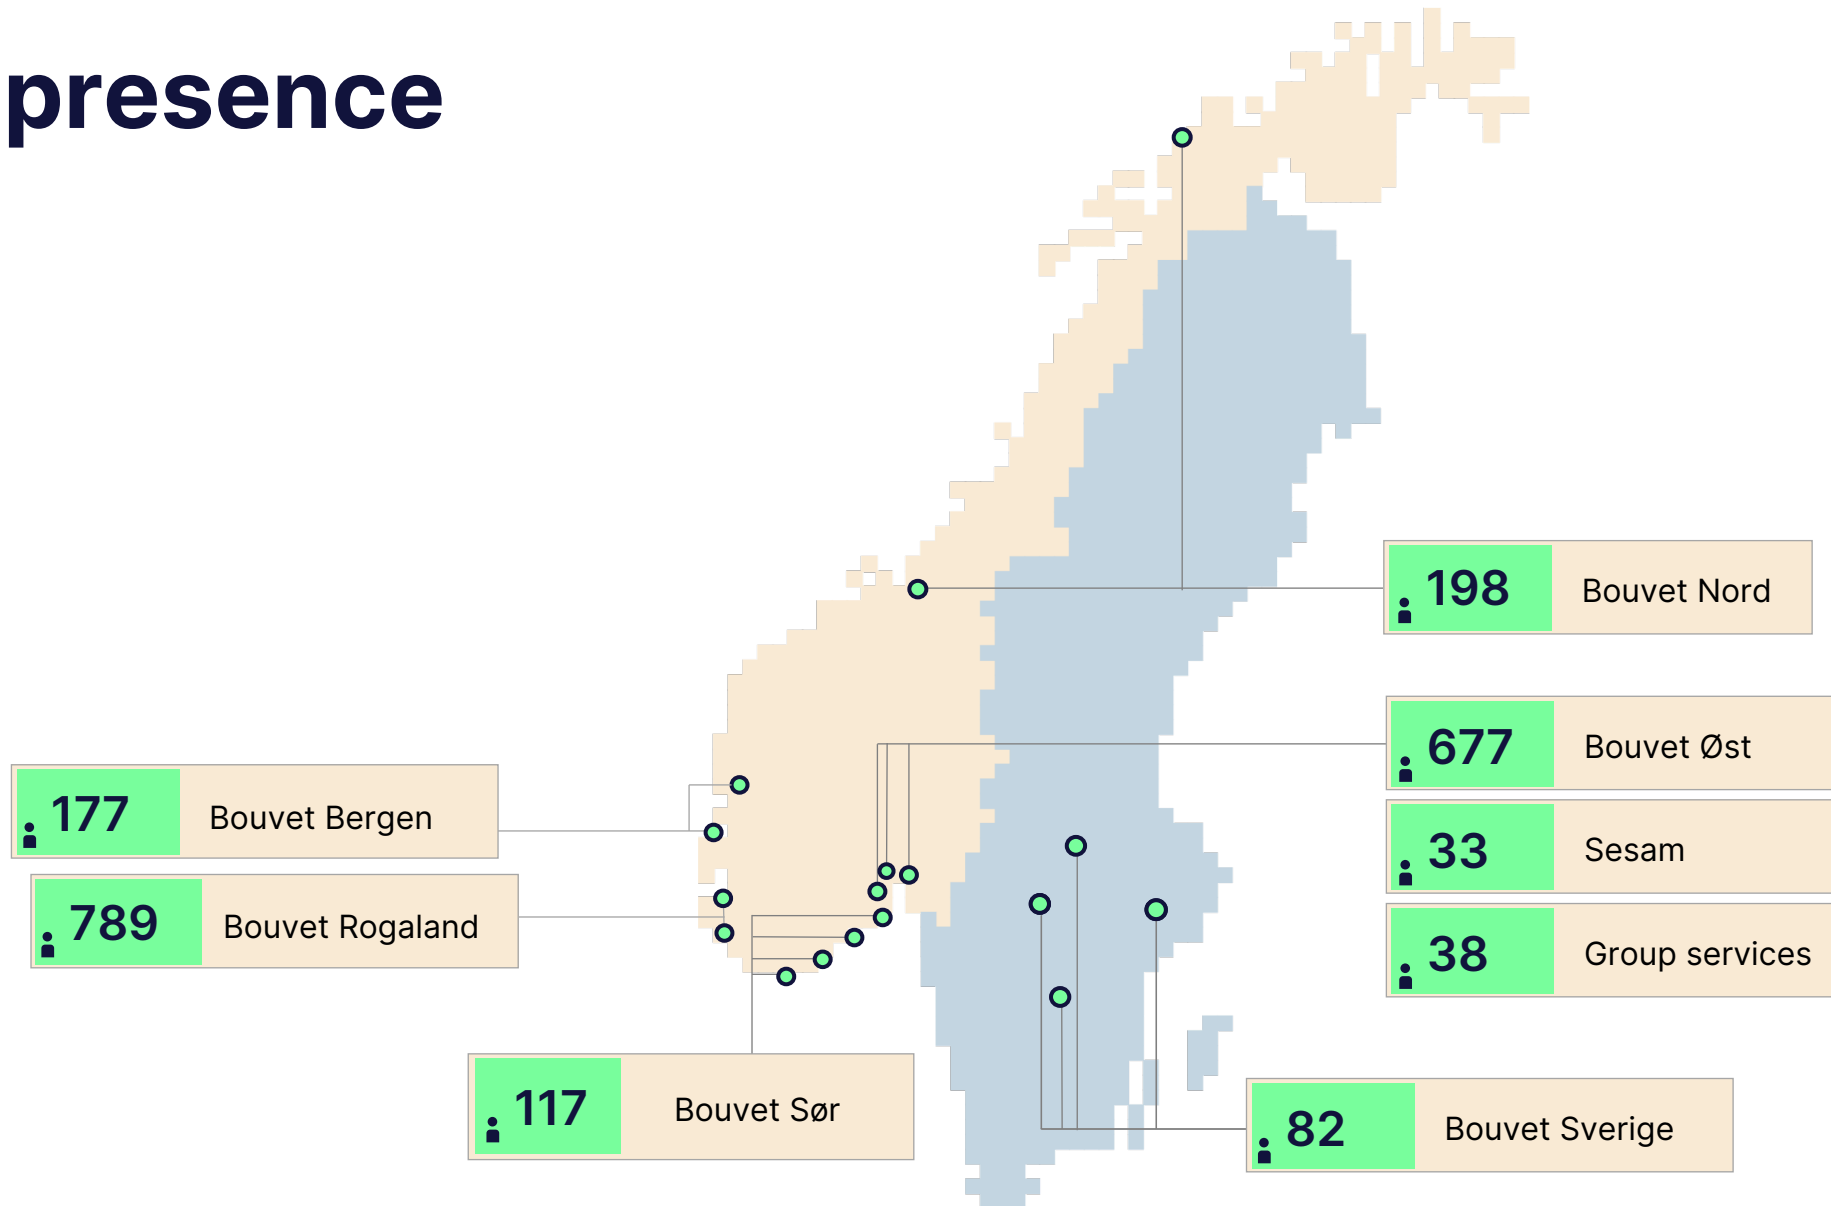 presence
198 Bouvet Nord
677 Bouvet Øst
177 Bouvet Bergen
33 Sesam
789 Bouvet Rogaland
38 Group services
117 Bouvet Sør
82 Bouvet Sverige